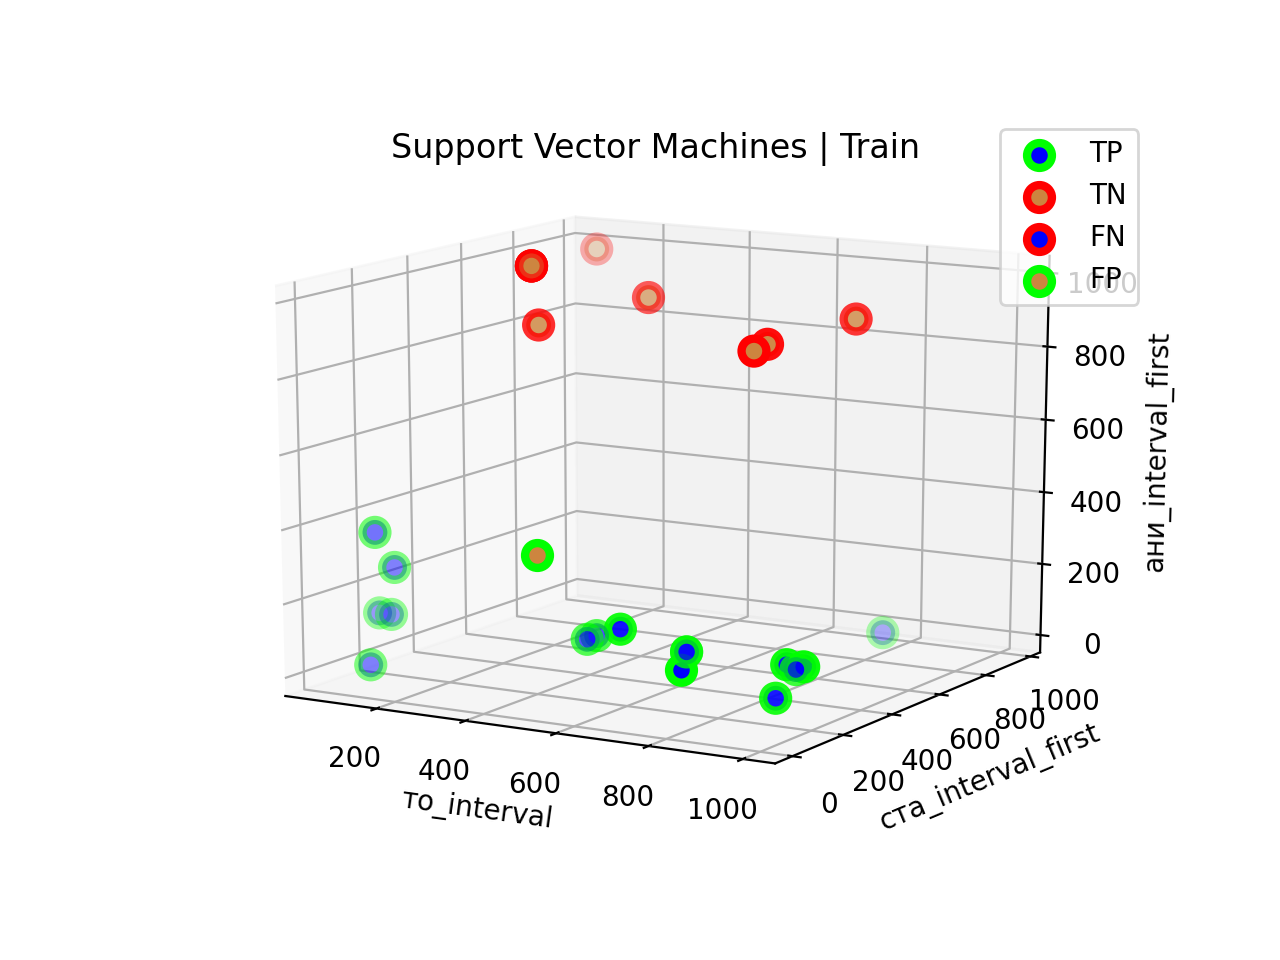 Support Vector Machines | Train
TP
TN
FN
FP
1000
800
600
400
200
0
ани_interval_first
200
400
600
800
1000
то_interval
0
200
400
600
800
1000
ста_interval_first